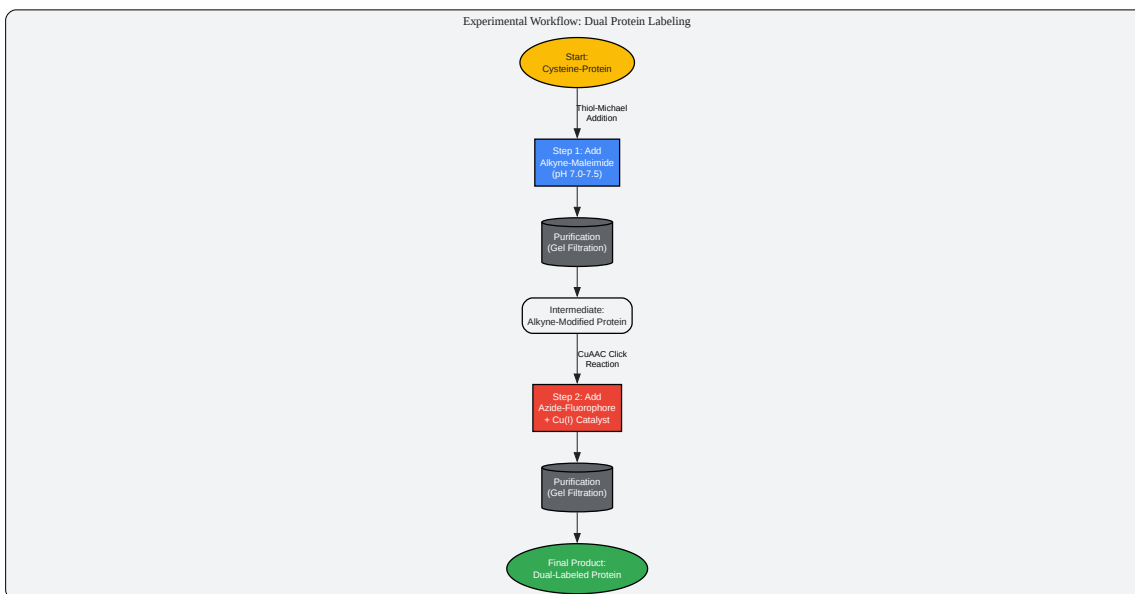 Experimental Workflow: Dual Protein Labeling
Start:
Cysteine-Protein
Thiol-Michael
Addition
Step 1: Add
Alkyne-Maleimide
(pH 7.0-7.5)
Purification
(Gel Filtration)
Intermediate:
Alkyne-Modified Protein
CuAAC Click
Reaction
Step 2: Add
Azide-Fluorophore
+ Cu(I) Catalyst
Purification
(Gel Filtration)
Final Product:
Dual-Labeled Protein